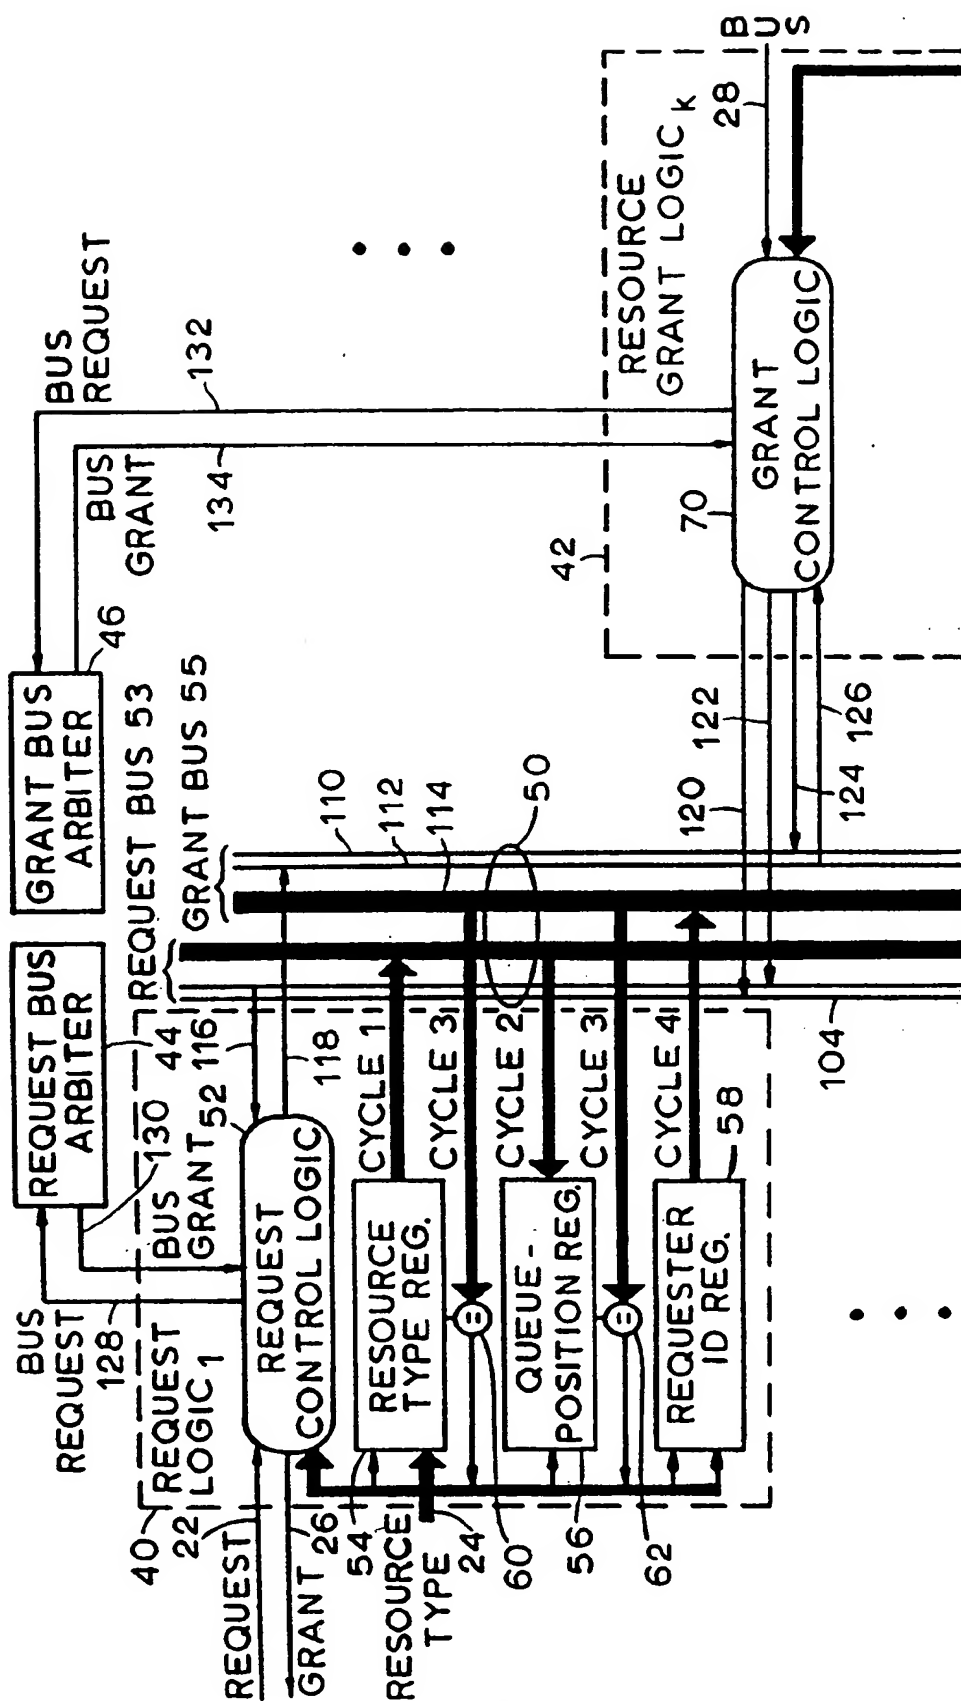 REQUEST BUS
ARBITER
GRANT BUS
ARBITER
44
46
BUS
REQUEST
128
130
BUS
GRANT
BUS
REQUEST
132
BUS
GRANT
134
REQUEST BUS 53
GRANT BUS 55
40
REQUEST
LOGIC1
REQUEST
22
GRANT
26
REQUEST
CONTROL LOGIC
52
116
118
110
112
114
50
RESOURCE
TYPE
24
54
RESOURCE
TYPE REG.
CYCLE 1
CYCLE 3
60
=
QUEUE-
POSITION REG.
56
CYCLE 2
CYCLE 3
62
=
REQUESTER
ID REG.
58
CYCLE 4
104
120
122
124
126
42
RESOURCE
GRANT LOGICk
70
GRANT
CONTROL LOGIC
28
BUS